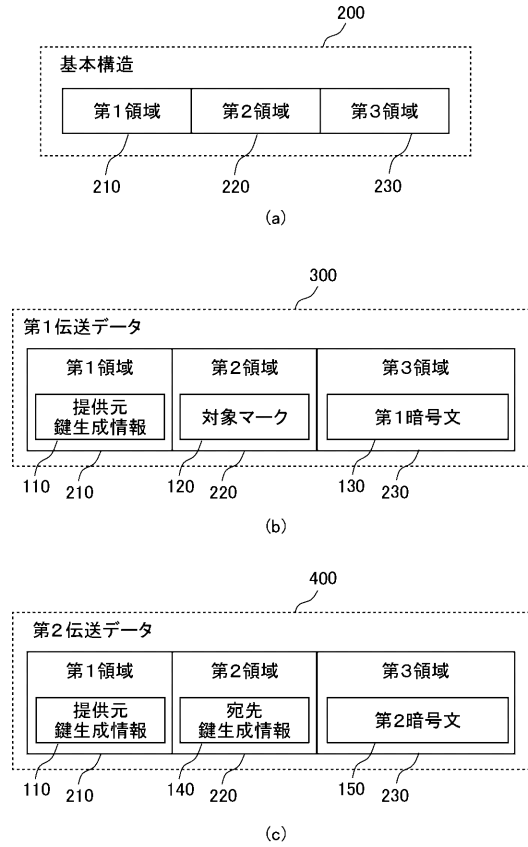 200
基本構造
第1領域 第2領域 第3領域
210 220 230
(a)
300
第1伝送データ
第1領域 第2領域 第3領域
提供元
鍵生成情報
対象マーク
第1暗号文
110 210 120 220 130 230
(b)
400
第2伝送データ
第1領域 第2領域 第3領域
提供元
鍵生成情報
宛先
鍵生成情報
第2暗号文
110 210 140 220 150 230
(c)